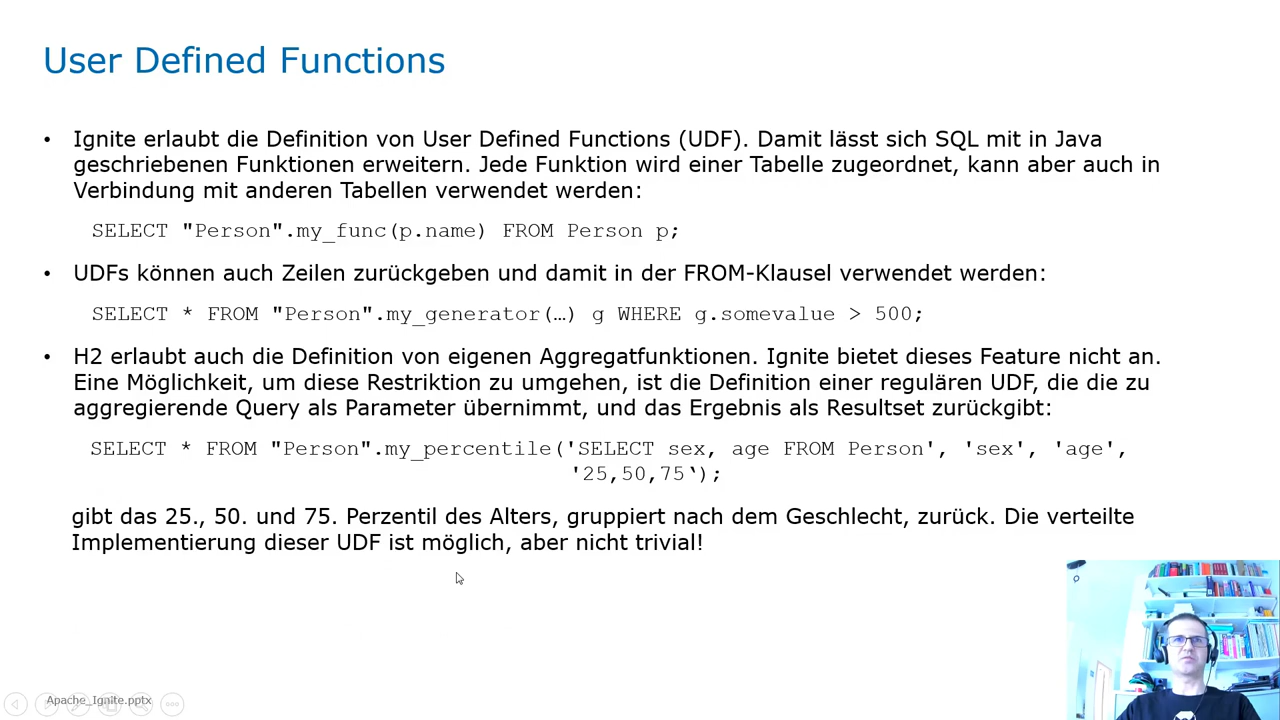 User Defined Functions
• Ignite erlaubt die Definition von User Defined Functions (UDF). Damit lässt sich SQL mit in Java
geschriebenen Funktionen erweitern. Jede Funktion wird einer Tabelle zugeordnet, kann aber auch in
Verbindung mit anderen Tabellen verwendet werden:
SELECT "Person".my_func(p.name) FROM Person p;
• UDFs können auch Zeilen zurückgeben und damit in der FROM-Klausel verwendet werden:
SELECT * FROM "Person".my_generator(…) g WHERE g.somevalue > 500;
• H2 erlaubt auch die Definition von eigenen Aggregatfunktionen. Ignite bietet dieses Feature nicht an.
Eine Möglichkeit, um diese Restriktion zu umgehen, ist die Definition einer regulären UDF, die die zu
aggregierende Query als Parameter übernimmt, und das Ergebnis als Resultset zurückgibt:
SELECT * FROM "Person".my_percentile('SELECT sex, age FROM Person', 'sex', 'age',
'25,50,75‘);
gibt das 25., 50. und 75. Perzentil des Alters, gruppiert nach dem Geschlecht, zurück. Die verteilte
Implementierung dieser UDF ist möglich, aber nicht trivial!
Apache_Ignite.pptx